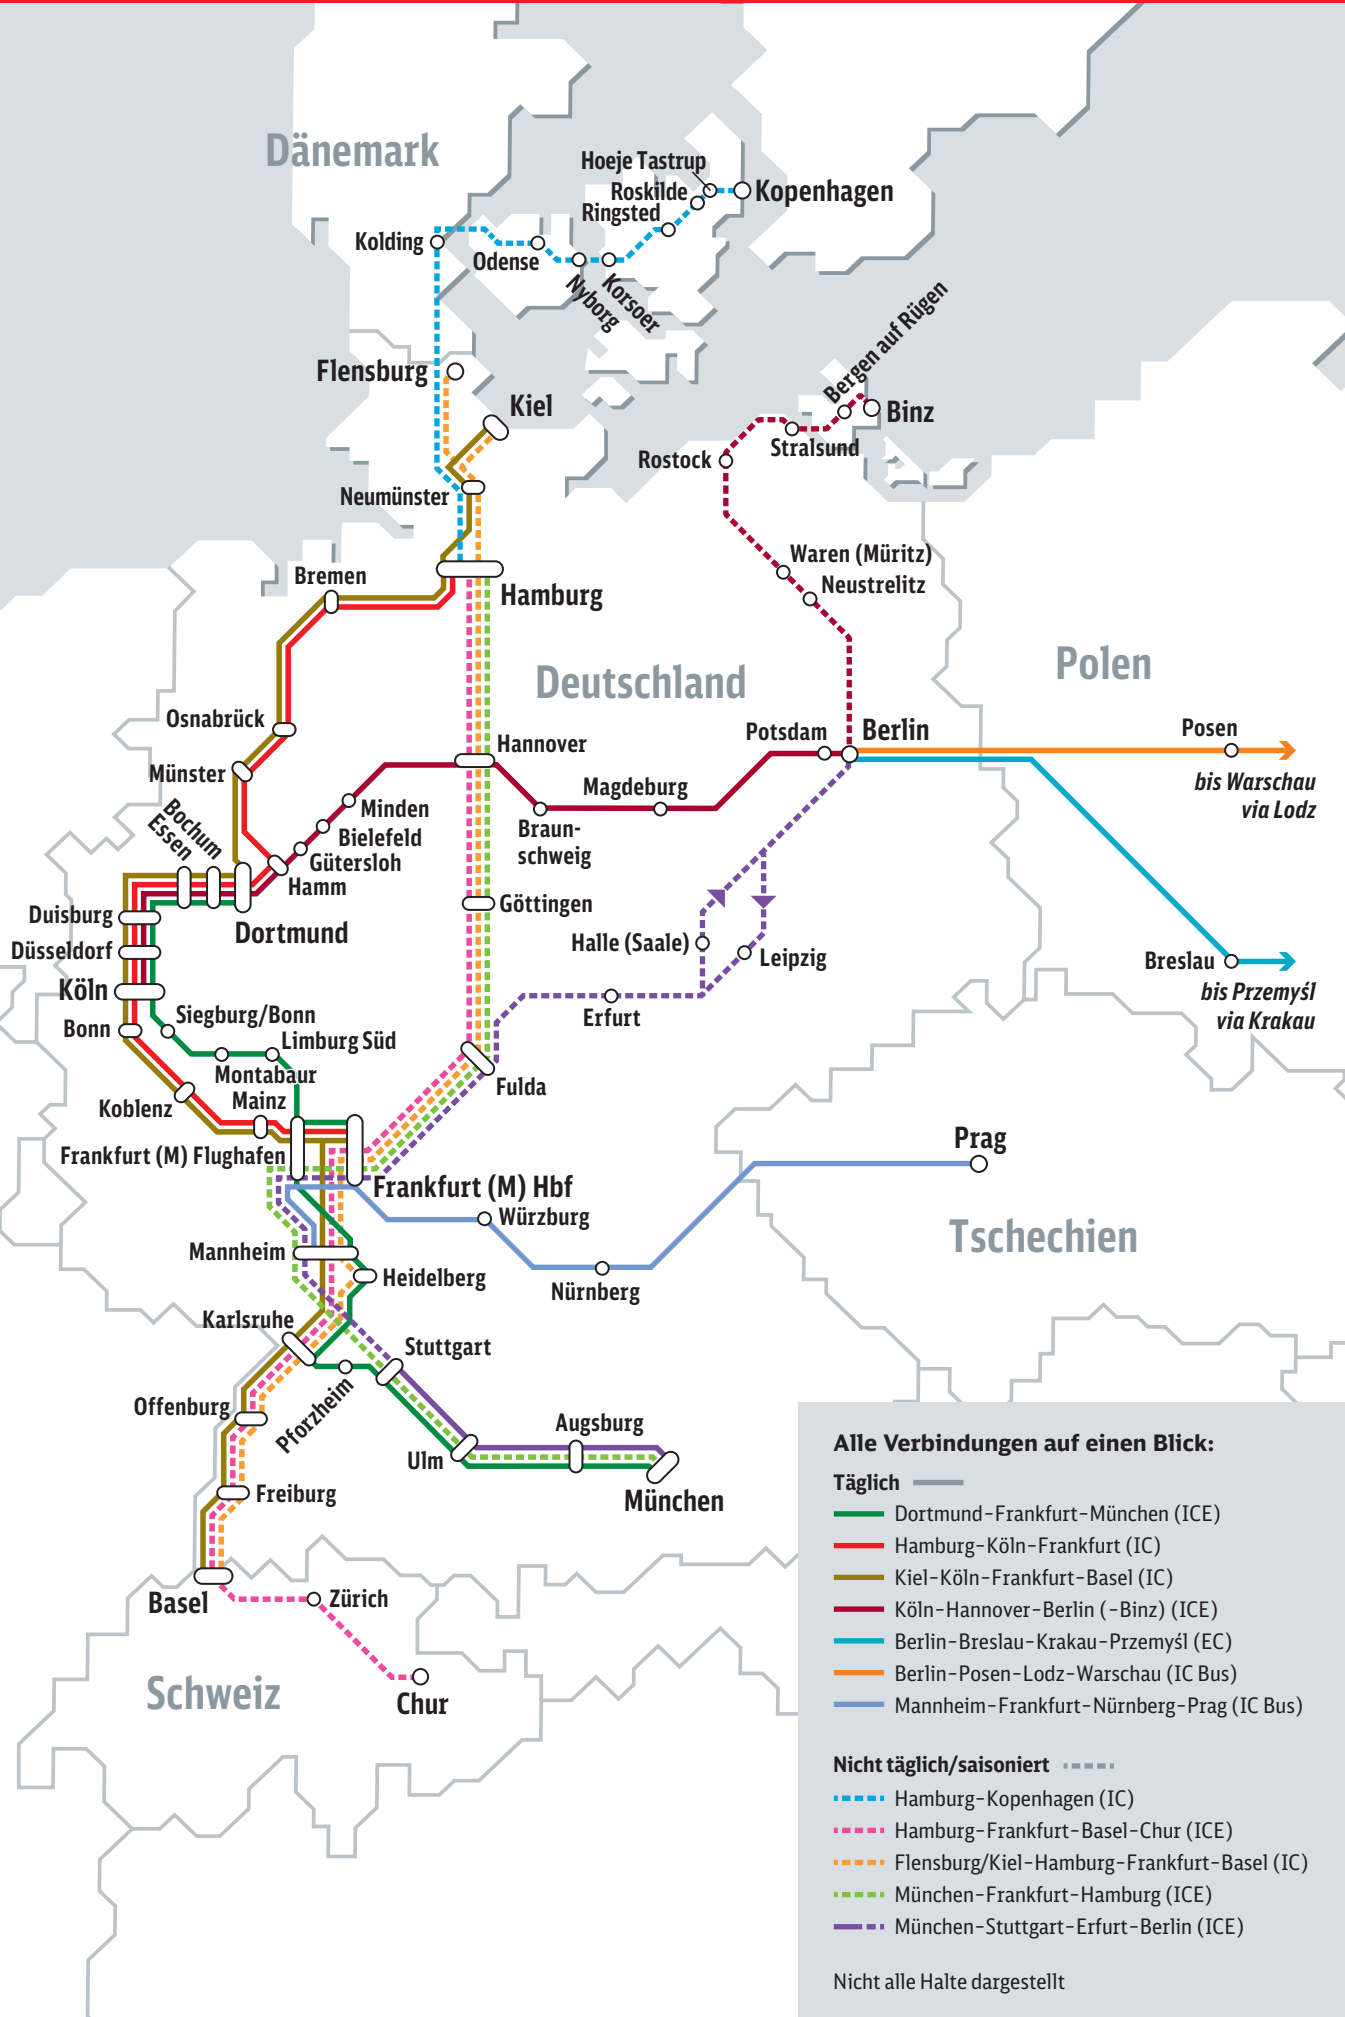 Dänemark
Hoeje Tastrup
Roskilde
Kopenhagen
Ringsted
Kolding
Odense
Nyborg
Korsoer
Flensburg
Kiel
Bergen auf Rügen
Binz
Stralsund
Rostock
Neumünster
Waren (Müritz)
Neustrelitz
Bremen
Hamburg
Deutschland
Polen
Osnabrück
Hannover
Potsdam
Berlin
Posen
bis Warschau
via Lodz
Münster
Minden
Magdeburg
Bielefeld
Braun-
schweig
Bochum
Essen
Gütersloh
Hamm
Duisburg
Dortmund
Göttingen
Düsseldorf
Halle (Saale)
Leipzig
Breslau
bis Przemyśl
via Krakau
Köln
Siegburg/Bonn
Erfurt
Bonn
Limburg Süd
Montabaur
Fulda
Koblenz
Mainz
Prag
Frankfurt (M) Flughafen
Frankfurt (M) Hbf
Würzburg
Tschechien
Mannheim
Heidelberg
Nürnberg
Karlsruhe
Stuttgart
Offenburg
Pforzheim
Augsburg
Ulm
München
Freiburg
Basel
Zürich
Schweiz
Chur
Alle Verbindungen auf einen Blick:
Täglich
Dortmund–Frankfurt–München (ICE)
Hamburg–Köln–Frankfurt (IC)
Kiel–Köln–Frankfurt–Basel (IC)
Köln–Hannover–Berlin (–Binz) (ICE)
Berlin–Breslau–Krakau–Przemyśl (EC)
Berlin–Posen–Lodz–Warschau (IC Bus)
Mannheim–Frankfurt–Nürnberg–Prag (IC Bus)
Nicht täglich/saisoniert
Hamburg–Kopenhagen (IC)
Hamburg–Frankfurt–Basel–Chur (ICE)
Flensburg/Kiel–Hamburg–Frankfurt–Basel (IC)
München–Frankfurt–Hamburg (ICE)
München–Stuttgart–Erfurt–Berlin (ICE)
Nicht alle Halte dargestellt